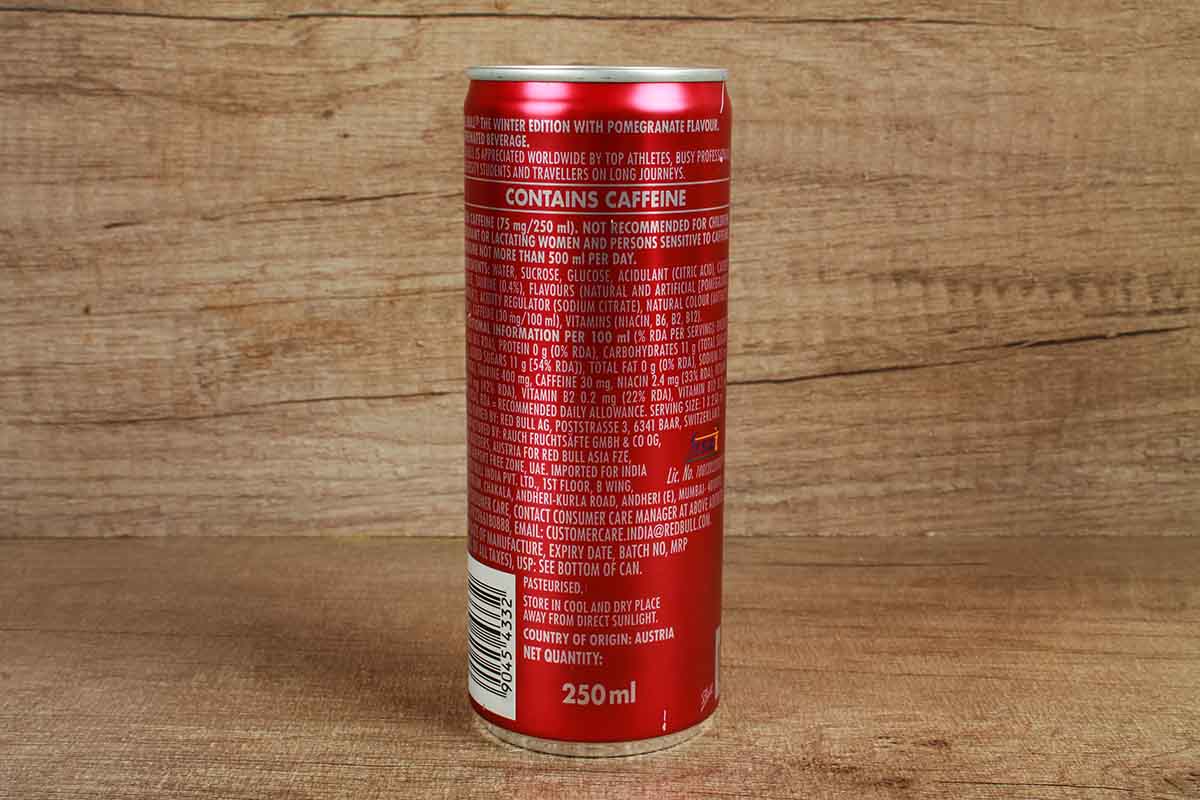 BULL® THE WINTER EDITION WITH POMEGRANATE FLAVOUR.
BEVERAGE.
IS APPRECIATED WORLDWIDE BY TOP ATHLETES, BUSY
STUDENTS AND TRAVELLERS ON LONG JOURNEYS.
CONTAINS CAFFEINE
CAFFEINE (75 mg/250 ml). NOT RECOMMENDED FOR
OR LACTATING WOMEN AND PERSONS SENSITIVE TO
NOT MORE THAN 500 ml PER DAY.
WATER, SUCROSE, GLUCOSE, ACIDULANT (CITRIC ACID),
TAURINE (0.4%), FLAVOURS (NATURAL AND ARTIFICIAL
ACIDITY REGULATOR (SODIUM CITRATE), NATURAL COLOUR
CAFFEINE (30 mg/100 ml), VITAMINS (NIACIN, B6, B2, B12).
INFORMATION PER 100 ml (% RDA PER SERVING):
RDA), PROTEIN 0 g (0% RDA), CARBOHYDRATES 11 g (TOTAL
SUGARS 11 g [54% RDA]), TOTAL FAT 0 g (0% RDA),
TAURINE 400 mg, CAFFEINE 30 mg, NIACIN 2.4 mg (33% RDA),
RDA), VITAMIN B2 0.2 mg (22% RDA), VITAMIN
RDA = RECOMMENDED DAILY ALLOWANCE. SERVING SIZE: 1 X
BY: RED BULL AG, POSTSTRASSE 3, 6341 BAAR, SWITZERLAND.
BY: RAUCH FRUCHTSÄFTE GMBH & CO OG,
AUSTRIA FOR RED BULL ASIA FZE,
FREE ZONE, UAE. IMPORTED FOR INDIA
INDIA PVT. LTD., 1ST FLOOR, B WING,
Lic. No.
CHAKALA, ANDHERI-KURLA ROAD, ANDHERI (E), MUMBAI-
CARE, CONTACT CONSUMER CARE MANAGER AT ABOVE
EMAIL: CUSTOMERCARE.INDIA@REDBULL.COM.
OF MANUFACTURE, EXPIRY DATE, BATCH NO, MRP
ALL TAXES), USP: SEE BOTTOM OF CAN.
PASTEURISED.
STORE IN COOL AND DRY PLACE
AWAY FROM DIRECT SUNLIGHT.
COUNTRY OF ORIGIN: AUSTRIA
NET QUANTITY:
250 ml
9045 4332